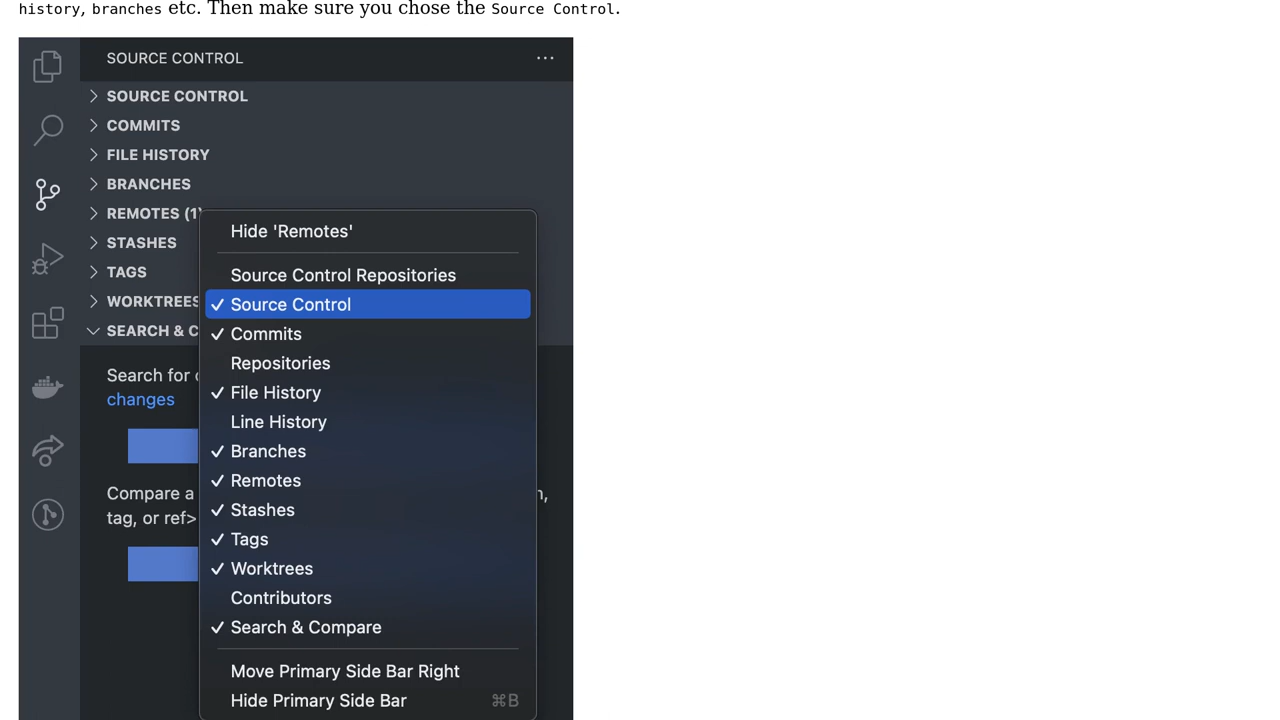 history, branches etc. Then make sure you chose the Source Control.
SOURCE CONTROL
SOURCE CONTROL
COMMITS
FILE HISTORY
BRANCHES
REMOTES (1)
STASHES
TAGS
WORKTREES
SEARCH & C
Search for
changes
Compare a
tag, or ref>
Hide 'Remotes'
Source Control Repositories
✓ Source Control
✓ Commits
Repositories
✓ File History
Line History
✓ Branches
✓ Remotes
✓ Stashes
✓ Tags
✓ Worktrees
Contributors
✓ Search & Compare
Move Primary Side Bar Right
Hide Primary Side Bar ⌘B